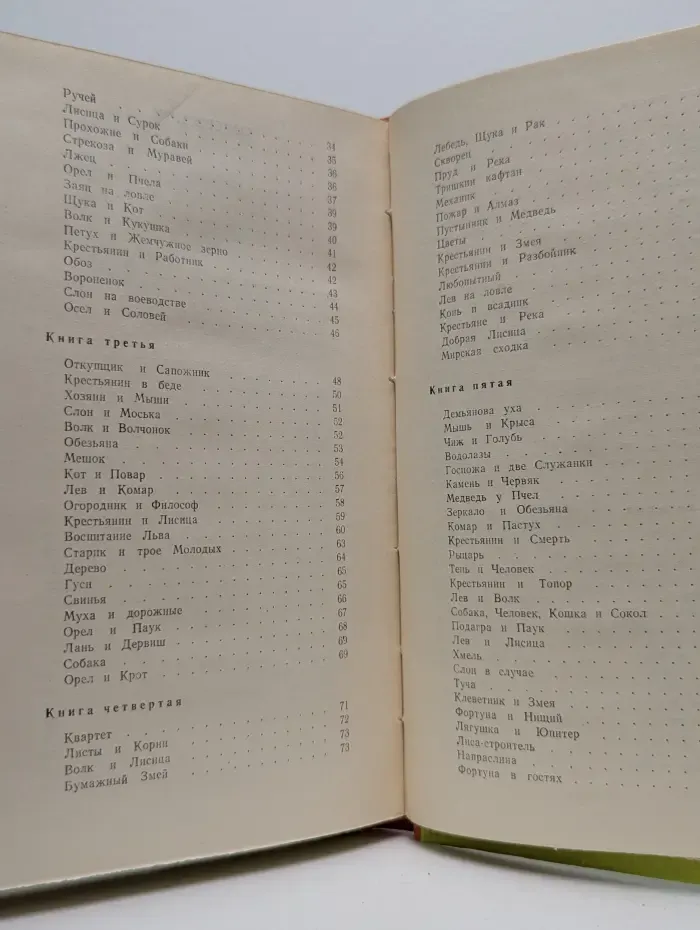 Ручей 34
Лисица и Сурок 35
Прохожие и Собаки 36
Стрекоза и Муравей 36
Лжец 37
Орел и Пчела 39
Заяц на ловле 39
Щука и Кот 40
Волк и Кукушка 41
Петух и Жемчужное зерно 42
Крестьянин и Работник 42
Обоз 43
Вороненок 44
Слон на воеводстве 45
Осел и Соловей 46
Книга третья
Откупщик и Сапожник 48
Крестьянин в беде 50
Хозяин и Мыши 51
Слон и Моська 52
Волк и Волчонок 52
Обезьяна 53
Мешок 54
Кот и Повар 56
Лев и Комар 57
Огородник и Философ 58
Крестьянин и Лисица 59
Воспитание Льва 60
Старик и трое Молодых 63
Дерево 64
Гуси 65
Свинья 65
Муха и дорожные 66
Орел и Паук 67
Лань и Дервиш 68
Собака 69
Орел и Крот 69
Книга четвертая
Квартет 71
Листы и Корни 72
Волк и Лисица 73
Бумажный Змей 73
Лебедь, Щука и Рак
Скворец
Пруд и Река
Тришкин кафтан
Механик
Пожар и Алмаз
Пустынник и Медведь
Цветы
Крестьянин и Змея
Крестьянин и Разбойник
Любопытный
Лев на ловле
Конь и всадник
Крестьяне и Река
Добрая Лисица
Мирская сходка
Книга пятая
Демьянова уха
Мышь и Крыса
Чиж и Голубь
Водолазы
Госпожа и две Служанки
Камень и Червяк
Медведь у Пчел
Зеркало и Обезьяна
Комар и Пастух
Крестьянин и Смерть
Рыцарь
Тень и Человек
Крестьянин и Топор
Лев и Волк
Собака, Человек, Кошка и Сокол
Подагра и Паук
Лев и Лисица
Хмель
Слон в случае
Туча
Клеветник и Змея
Фортуна и Нищий
Лягушка и Юпитер
Лиса-строитель
Напраслина
Фортуна в гостях